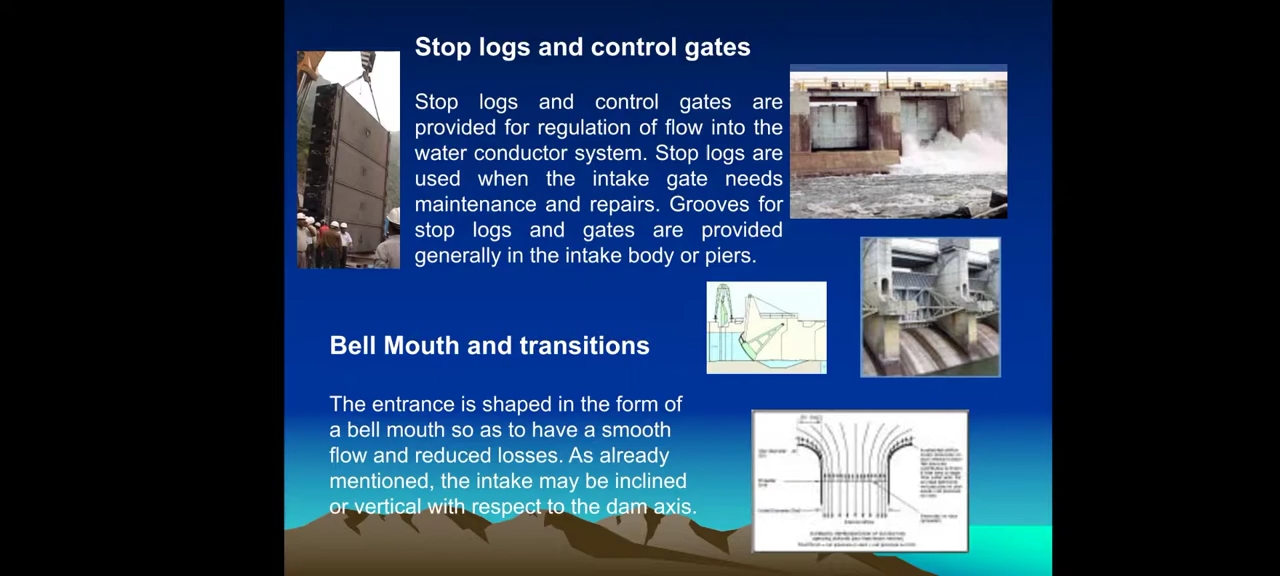 Stop logs and control gates
Stop logs and control gates are
provided for regulation of flow into the
water conductor system. Stop logs are
used when the intake gate needs
maintenance and repairs. Grooves for
stop logs and gates are provided
generally in the intake body or piers.
Bell Mouth and transitions
The entrance is shaped in the form of
a bell mouth so as to have a smooth
flow and reduced losses. As already
mentioned, the intake may be inclined
or vertical with respect to the dam axis.